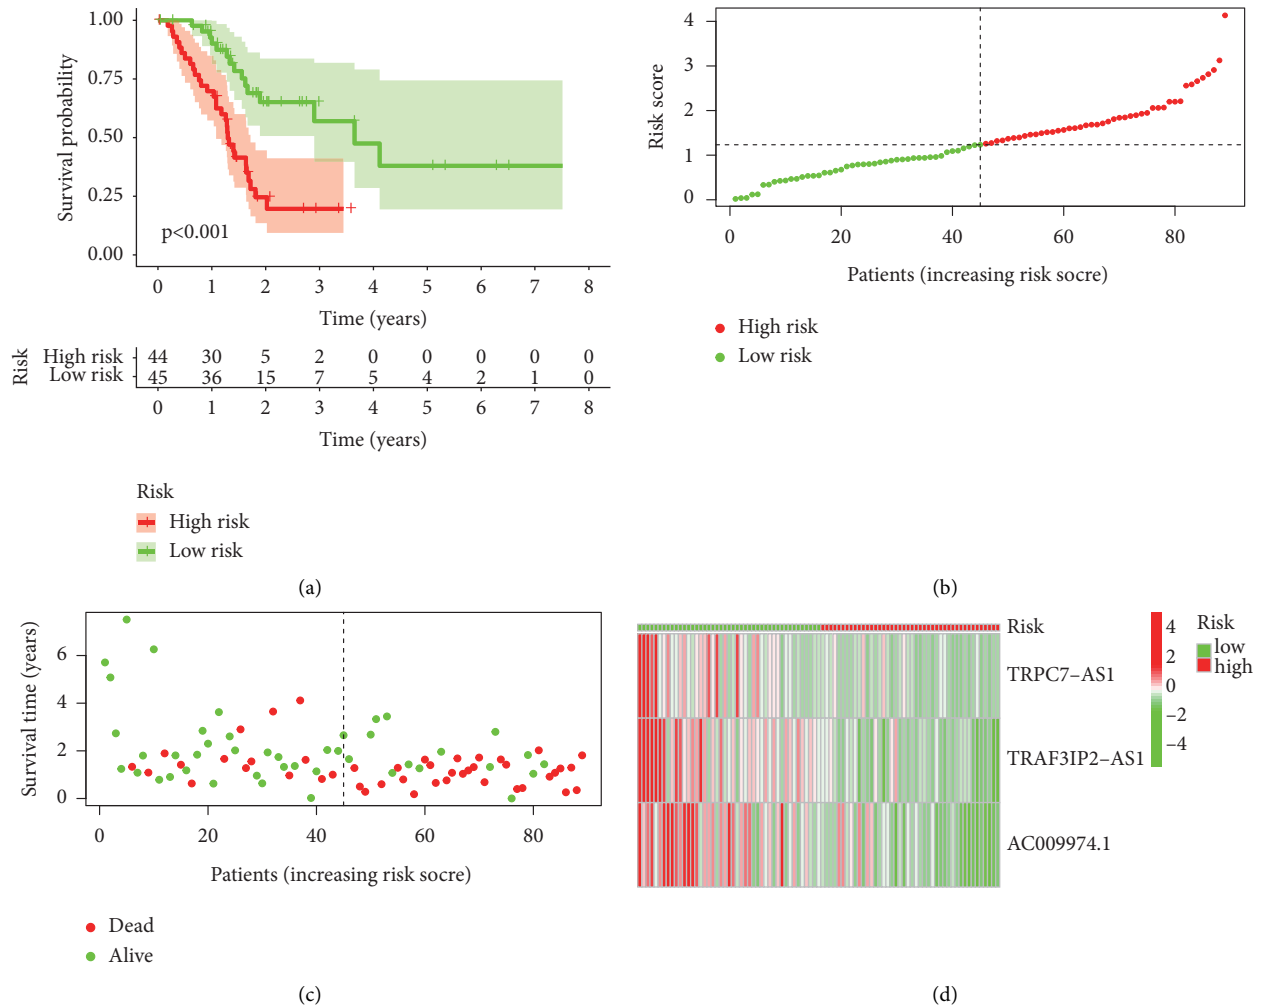 1.00
0.75
0.50
0.25
0.00
Survival probability
p<0.001
0 1 2 3 4 5 6 7 8
Time (years)
Risk
High risk 44 30 5 2 0 0 0 0 0
Low risk 45 36 15 7 5 4 2 1 0
0 1 2 3 4 5 6 7 8
Time (years)
Risk
High risk
Low risk
(a)
4
3
2
1
0
Risk score
0 20 40 60 80
Patients (increasing risk socre)
High risk
Low risk
(b)
6
4
2
0
Survival time (years)
0 20 40 60 80
Patients (increasing risk socre)
Dead
Alive
(c)
Risk
TRPC7-AS1
TRAF3IP2-AS1
AC009974.1
4
2
0
-2
-4
Risk
low
high
(d)